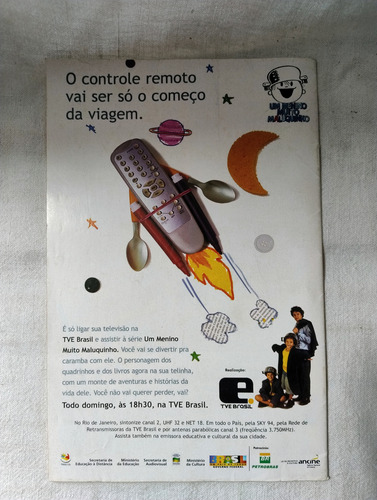 O controle remoto
vai ser só o começo
da viagem.
UM MENINO
MUITO
MALUQUINHO
É só ligar sua televisão na
TVE Brasil e assistir à série Um Menino
Muito Maluquinho. Você vai se divertir pra
caramba com ele. O personagem dos
quadrinhos e dos livros agora na sua telinha,
com um monte de aventuras e histórias da
vida dele. Você não vai querer perder, vai?
Todo domingo, às 18h30, na TVE Brasil.
Realização:
e
TVE BRASIL
No Rio de Janeiro, sintonize canal 2, UHF 32 e NET 18. Em todo o País, pela SKY 94, pela Rede de
Retransmissoras da TVE Brasil e por antenas parabólicas canal 3 (freqüência 3.750MHz).
Assista também na emissora educativa e cultural da sua cidade.
Secretaria de
Educação a Distância
Ministério
da Educação
Secretaria do
Audiovisual
Ministério
da Cultura
BRASIL
GOVERNO FEDERAL
Patrocínio:
PETROBRAS
ancine